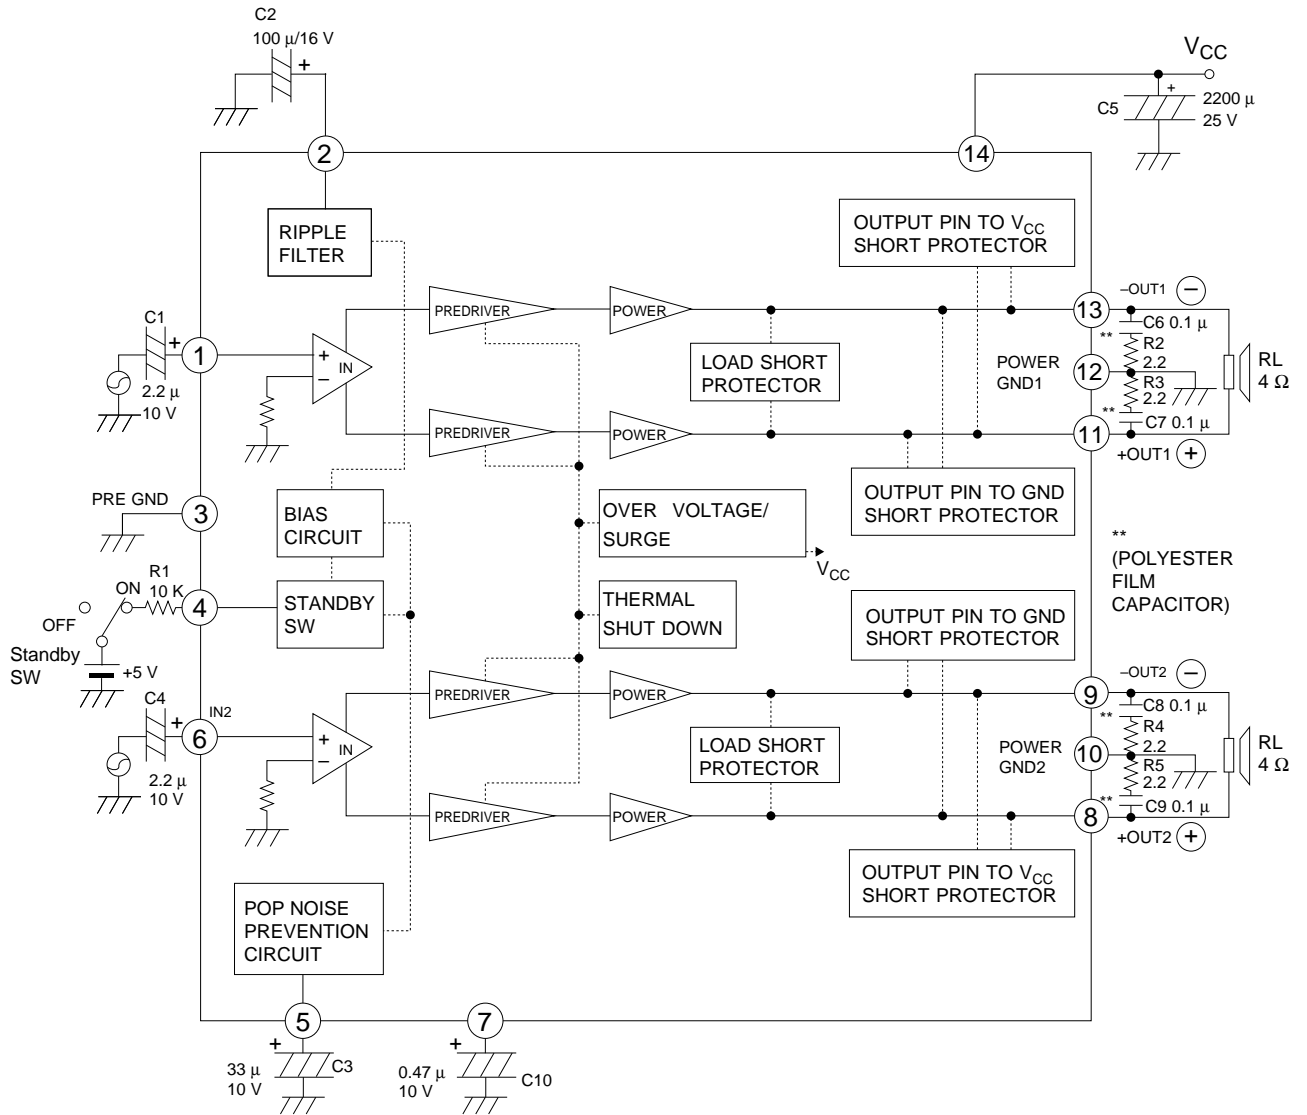 C2
100 μ/16 V
+
VCC
+
C5
2200 μ
25 V
2
14
RIPPLE
FILTER
OUTPUT PIN TO VCC
SHORT PROTECTOR
PREDRIVER
POWER
13
–OUT1 −
C6 0.1 μ
**
R2
2.2
C1
+
1
2.2 μ
10 V
+
−
IN
LOAD SHORT
PROTECTOR
POWER
GND1
12
R3
2.2
**
C7 0.1 μ
RL
4 Ω
PREDRIVER
POWER
11
+OUT1 +
PRE GND
3
BIAS
CIRCUIT
OVER VOLTAGE/
SURGE
VCC
OUTPUT PIN TO GND
SHORT PROTECTOR
**
(POLYESTER
FILM
CAPACITOR)
R1
10 K
ON
OFF
4
Standby
SW
+5 V
STANDBY
SW
THERMAL
SHUT DOWN
OUTPUT PIN TO GND
SHORT PROTECTOR
PREDRIVER
POWER
9
–OUT2 −
C8 0.1 μ
**
R4
2.2
C4
+
IN2
6
2.2 μ
10 V
+
−
IN
LOAD SHORT
PROTECTOR
POWER
GND2
10
R5
2.2
**
C9 0.1 μ
RL
4 Ω
PREDRIVER
POWER
8
+OUT2 +
OUTPUT PIN TO VCC
SHORT PROTECTOR
POP NOISE
PREVENTION
CIRCUIT
5
7
+
33 μ
10 V
C3
+
0.47 μ
10 V
C10